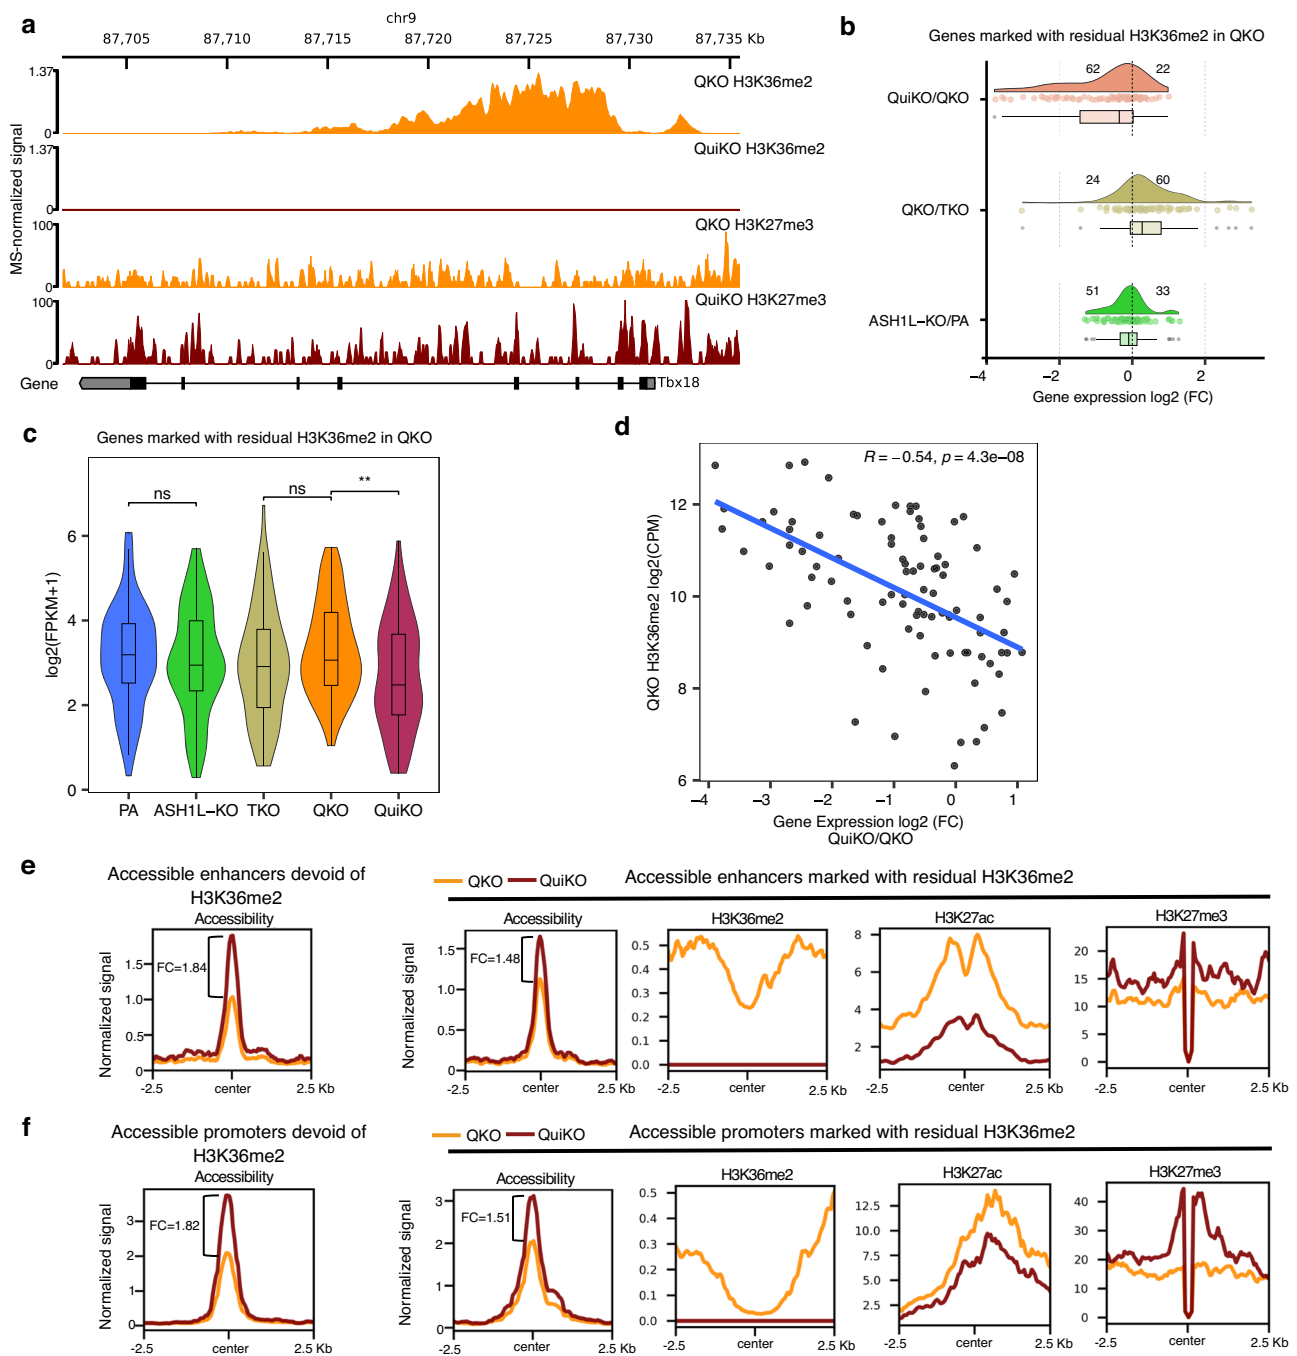 a
chr9
87,705 87,710 87,715 87,720 87,725 87,730 87,735 Kb
MS-normalized signal
1.37
0
QKO H3K36me2
1.37
0
QuiKO H3K36me2
100
0
QKO H3K27me3
100
0
QuiKO H3K27me3
Gene
Tbx18
b
Genes marked with residual H3K36me2 in QKO
QuiKO/QKO
62 22
QKO/TKO
24 60
ASH1L−KO/PA
51 33
−4 −2 0 2
Gene expression log2 (FC)
c
Genes marked with residual H3K36me2 in QKO
log2(FPKM+1)
6
4
2
0
ns
ns
**
PA ASH1L−KO TKO QKO QuiKO
d
QKO H3K36me2 log2(CPM)
R = −0.54, p = 4.3e−08
12
10
8
6
−4 −3 −2 −1 0 1
Gene Expression log2 (FC)
QuiKO/QKO
e
Accessible enhancers devoid of
H3K36me2
QKO QuiKO
Accessible enhancers marked with residual H3K36me2
Accessibility
Normalized signal
1.5
1.0
0.5
0
FC=1.84
-2.5 center 2.5 Kb
Accessibility
Normalized signal
1.5
1.0
0.5
0
FC=1.48
-2.5 center 2.5 Kb
H3K36me2
0.5
0.4
0.3
0.2
0.1
0.0
-2.5 center 2.5 Kb
H3K27ac
8
6
4
2
-2.5 center 2.5 Kb
H3K27me3
20
15
10
5
0
-2.5 center 2.5 Kb
f
Accessible promoters devoid of
H3K36me2
QKO QuiKO
Accessible promoters marked with residual H3K36me2
Accessibility
Normalized signal
3
2
1
0
FC=1.82
-2.5 center 2.5 Kb
Accessibility
Normalized signal
3
2
1
0
FC=1.51
-2.5 center 2.5 Kb
H3K36me2
0.5
0.4
0.3
0.2
0.1
0.0
-2.5 center 2.5 Kb
H3K27ac
12.5
10.0
7.5
5.0
2.5
-2.5 center 2.5 Kb
H3K27me3
40
30
20
10
0
-2.5 center 2.5 Kb